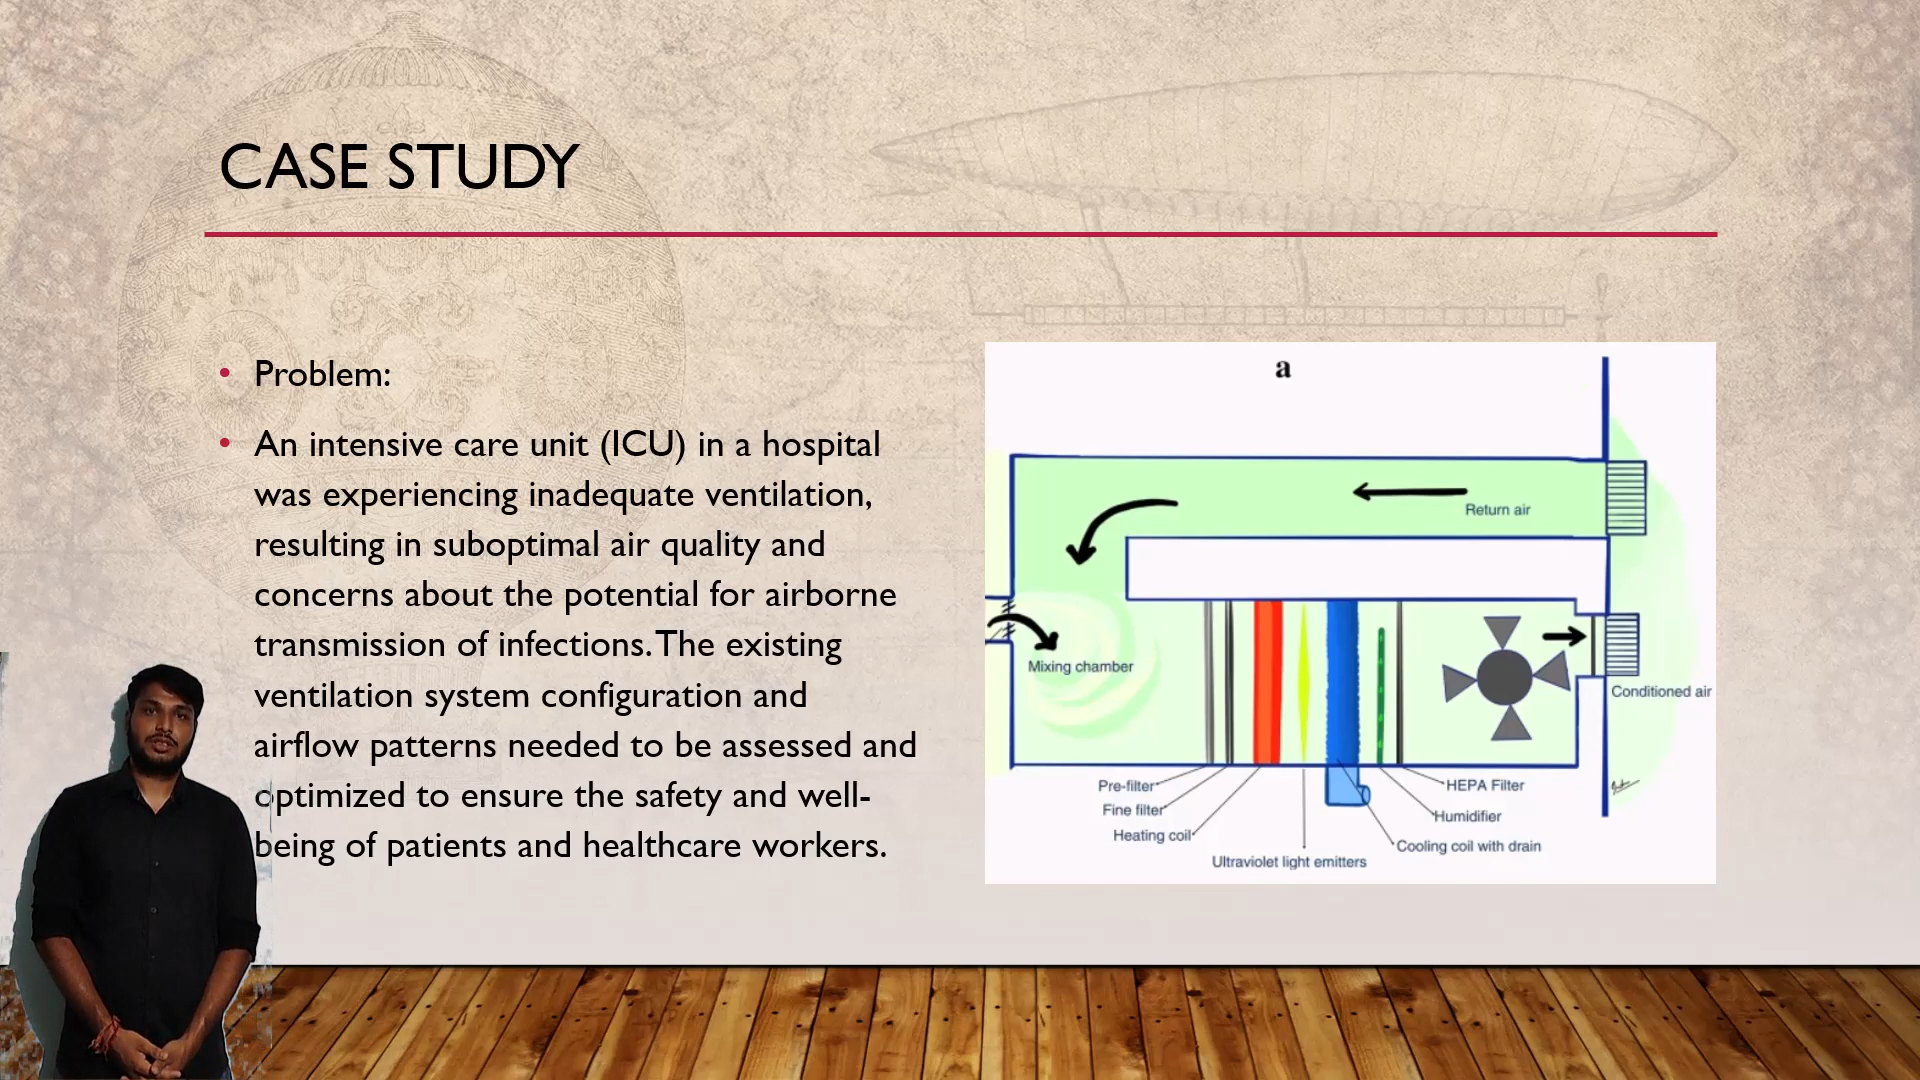 CASE STUDY
• Problem:
• An intensive care unit (ICU) in a hospital
was experiencing inadequate ventilation,
resulting in suboptimal air quality and
concerns about the potential for airborne
transmission of infections. The existing
ventilation system configuration and
airflow patterns needed to be assessed and
optimized to ensure the safety and well-
being of patients and healthcare workers.
a
Return air
Mixing chamber
Conditioned air
Pre-filter
Fine filter
Heating coil
Ultraviolet light emitters
HEPA Filter
Humidifier
Cooling coil with drain